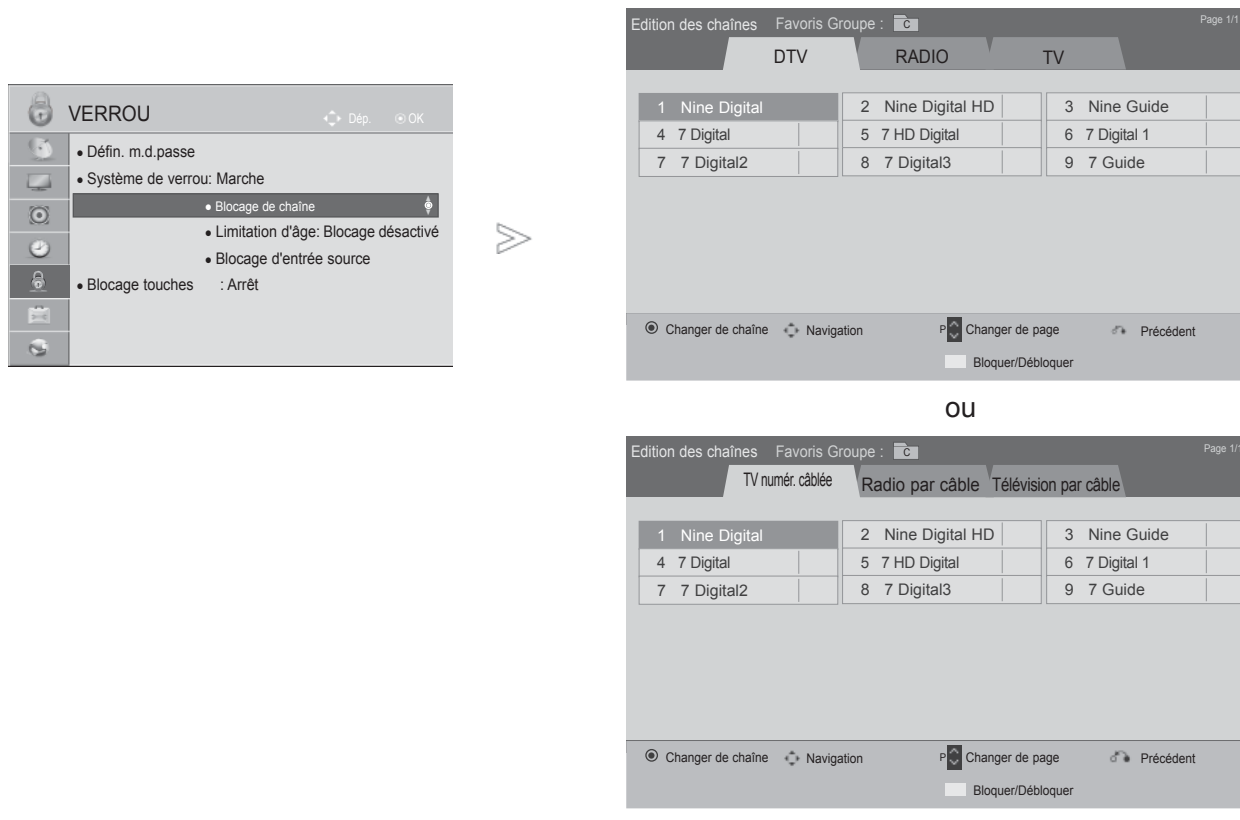 VERROU
Dép. OK
• Défin. m.d.passe
• Système de verrou: Marche
• Blocage de chaîne
• Limitation d'âge: Blocage désactivé
• Blocage d'entrée source
• Blocage touches : Arrêt
Edition des chaînes Favoris Groupe : C Page 1/1
DTV RADIO TV
1 Nine Digital 2 Nine Digital HD 3 Nine Guide
4 7 Digital 5 7 HD Digital 6 7 Digital 1
7 7 Digital2 8 7 Digital3 9 7 Guide
Changer de chaîne Navigation P Changer de page Précédent
Bloquer/Débloquer
ou
Edition des chaînes Favoris Groupe : C Page 1/1
TV numér. câblée Radio par câble Télévision par câble
1 Nine Digital 2 Nine Digital HD 3 Nine Guide
4 7 Digital 5 7 HD Digital 6 7 Digital 1
7 7 Digital2 8 7 Digital3 9 7 Guide
Changer de chaîne Navigation P Changer de page Précédent
Bloquer/Débloquer